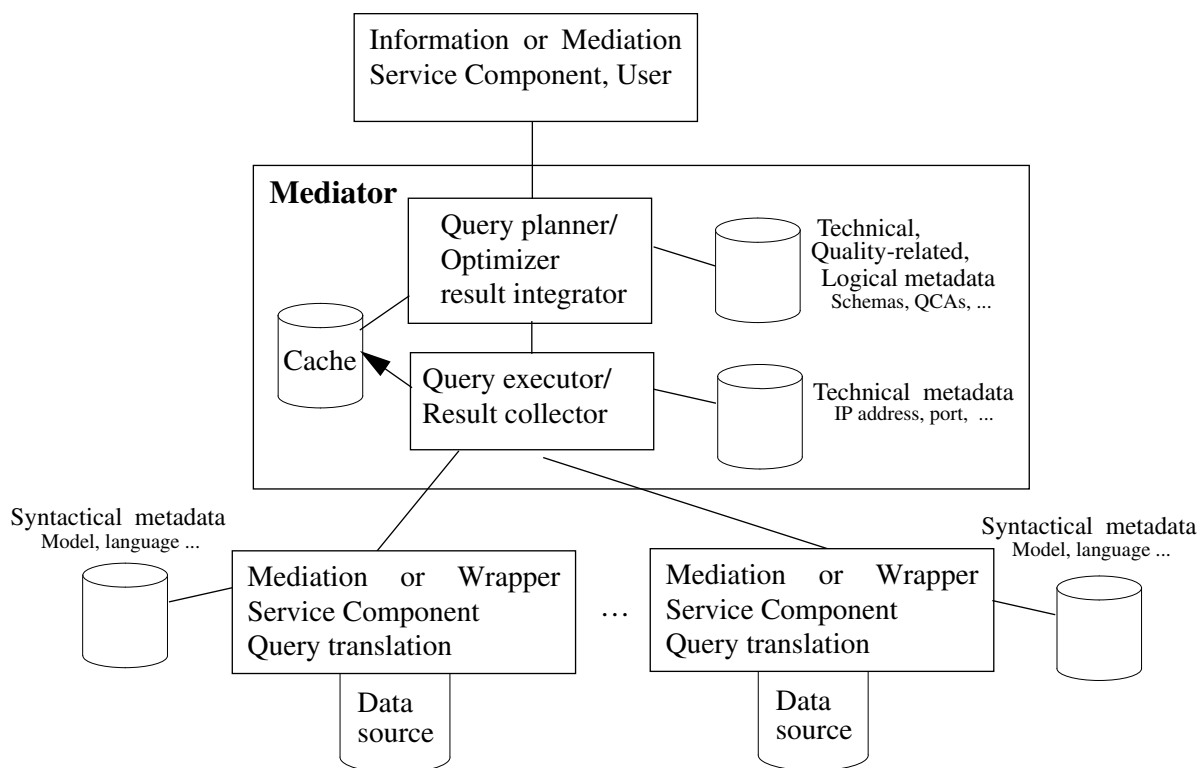 Information or Mediation
Service Component, User
Mediator
Query planner/
Optimizer
result integrator
Technical,
Quality-related,
Logical metadata
Schemas, QCAs, ...
Cache
Query executor/
Result collector
Technical metadata
IP address, port, ...
Syntactical metadata
Model, language ...
Syntactical metadata
Model, language ...
Mediation or Wrapper
Service Component
Query translation
...
Mediation or Wrapper
Service Component
Query translation
Data
source
Data
source